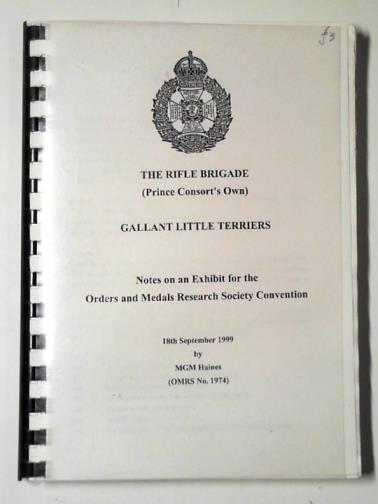 £3
THE RIFLE BRIGADE
(Prince Consort's Own)
GALLANT LITTLE TERRIERS
Notes on an Exhibit for the
Orders and Medals Research Society Convention
18th September 1999
by
MGM Haines
(OMRS No. 1974)